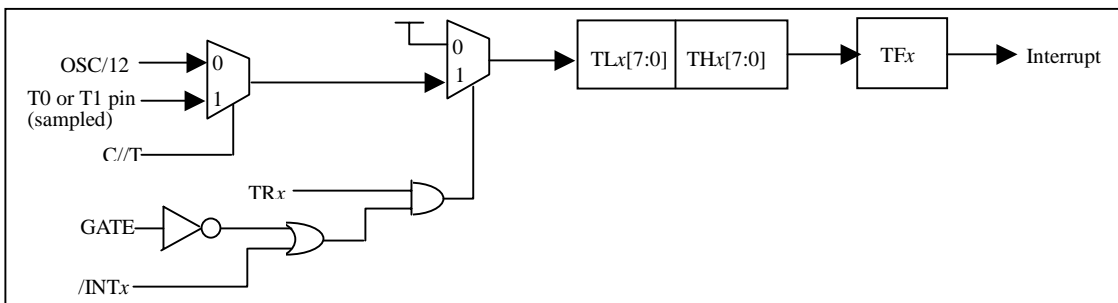 OSC/12
T0 or T1 pin
(sampled)
C//T
0
1
0
1
TLx[7:0]
THx[7:0]
TFx
Interrupt
TRx
GATE
/INTx